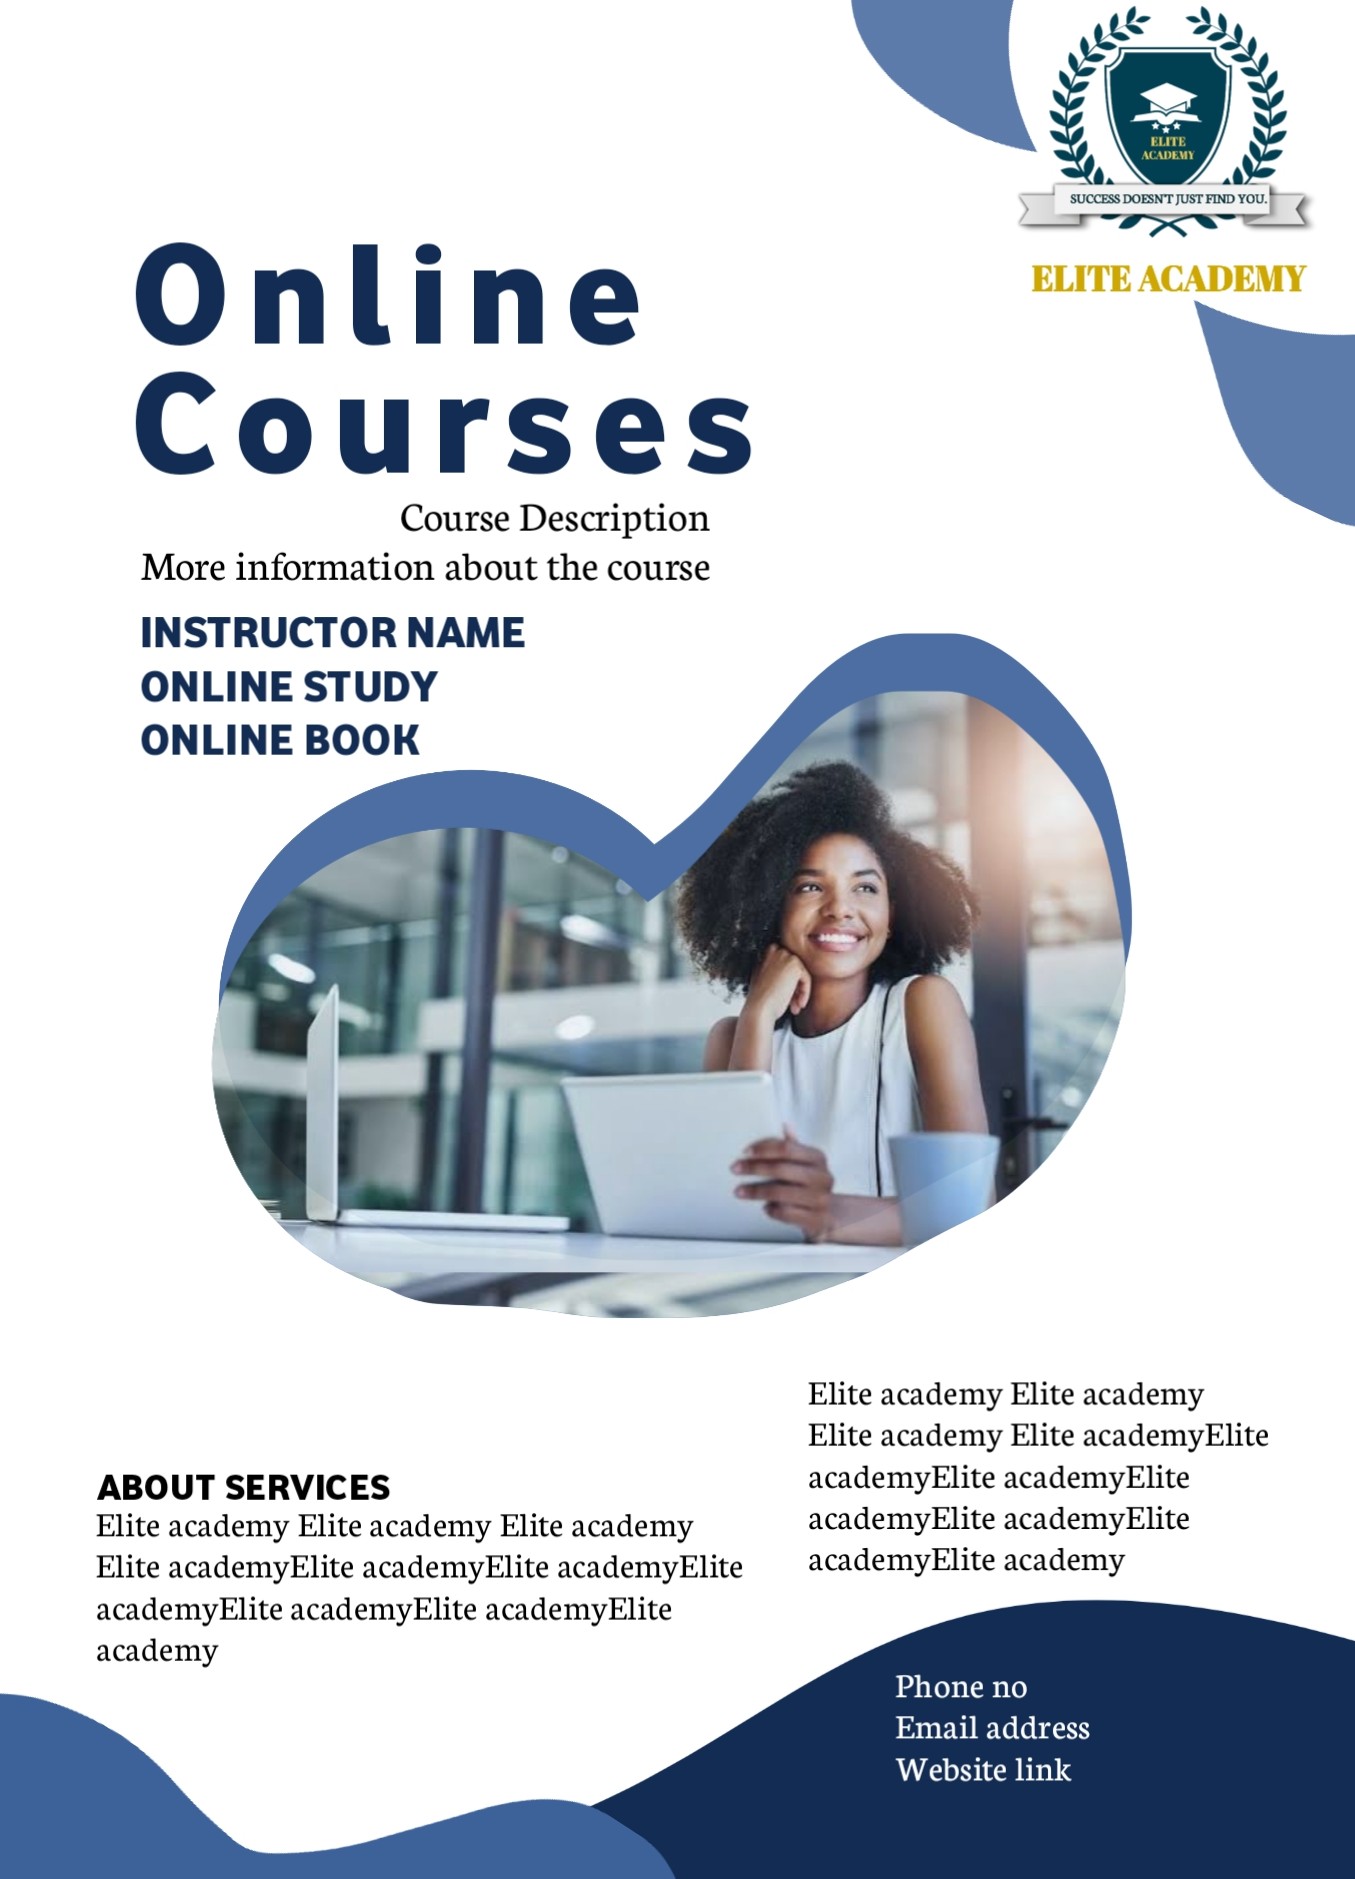 ELITE
ACADEMY
SUCCESS DOESN'T JUST FIND YOU.
ELITE ACADEMY
Online
Courses
Course Description
More information about the course
INSTRUCTOR NAME
ONLINE STUDY
ONLINE BOOK
ABOUT SERVICES
Elite academy Elite academy Elite academy
Elite academyElite academyElite academyElite
academyElite academyElite academyElite
academy
Elite academy Elite academy
Elite academy Elite academyElite
academyElite academyElite
academyElite academyElite
academyElite academy
Phone no
Email address
Website link